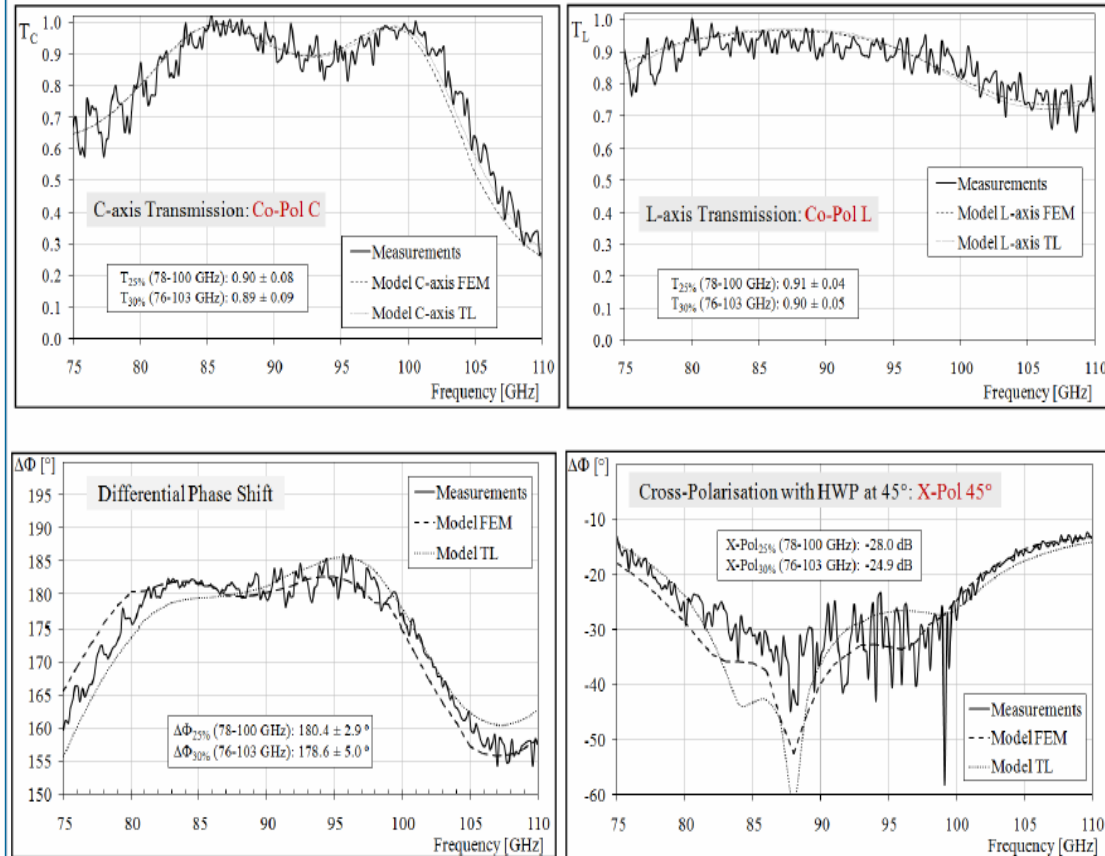 T_C
1.0
0.9
0.8
0.7
0.6
0.5
0.4
0.3
0.2
0.1
0.0
C-axis Transmission: Co-Pol C
T25% (78-100 GHz): 0.90 ± 0.08
T30% (76-103 GHz): 0.89 ± 0.09
Measurements
Model C-axis FEM
Model C-axis TL
75 80 85 90 95 100 105 110
Frequency [GHz]
T_L
1.0
0.9
0.8
0.7
0.6
0.5
0.4
0.3
0.2
0.1
0.0
L-axis Transmission: Co-Pol L
Measurements
Model L-axis FEM
Model L-axis TL
T25% (78-100 GHz): 0.91 ± 0.04
T30% (76-103 GHz): 0.90 ± 0.05
75 80 85 90 95 100 105 110
Frequency [GHz]
ΔΦ [°]
195
190
185
180
175
170
165
160
155
150
Differential Phase Shift
Measurements
Model FEM
Model TL
ΔΦ25% (78-100 GHz): 180.4 ± 2.9 °
ΔΦ30% (76-103 GHz): 178.6 ± 5.0 °
75 80 85 90 95 100 105 110
Frequency [GHz]
ΔΦ [°]
-10
-20
-30
-40
-50
-60
Cross-Polarisation with HWP at 45°: X-Pol 45°
X-Pol25% (78-100 GHz): -28.0 dB
X-Pol30% (76-103 GHz): -24.9 dB
Measurements
Model FEM
Model TL
75 80 85 90 95 100 105 110
Frequency [GHz]